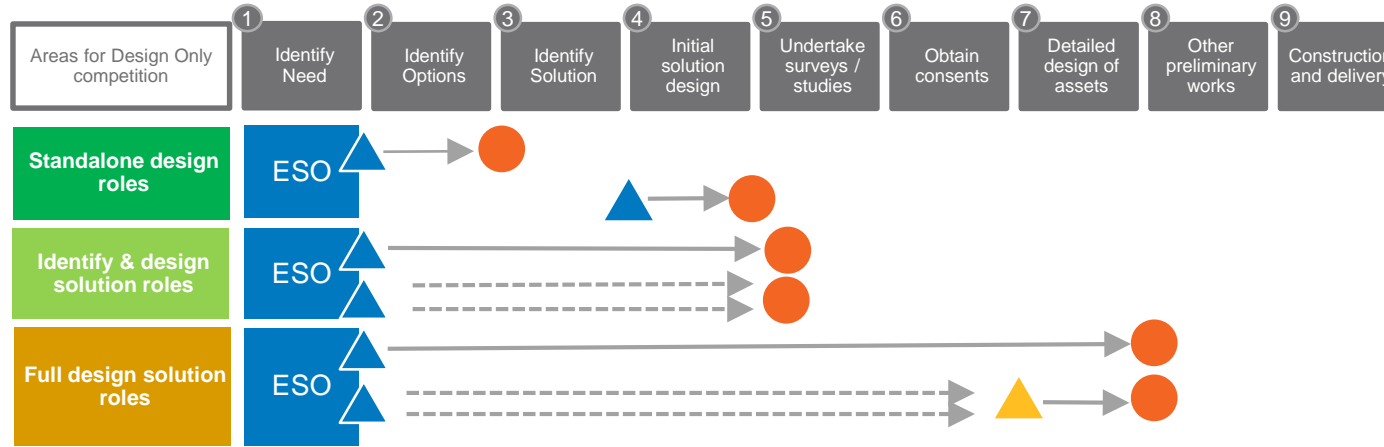 1
2
3
4
5
6
7
8
9
Areas for Design Only
competition
Identify
Need
Identify
Options
Identify
Solution
Initial
solution
design
Undertake
surveys /
studies
Obtain
consents
Detailed
design of
assets
Other
preliminary
works
Construction
and delivery
Standalone design
roles
ESO
Identify & design
solution roles
ESO
Full design solution
roles
ESO